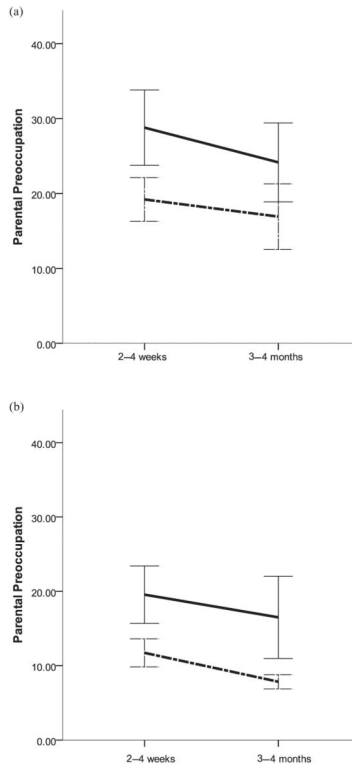 (a)
40.00
30.00
20.00
10.00
0.00
Parental Preoccupation
2–4 weeks 3–4 months
(b)
40.00
30.00
20.00
10.00
0.00
Parental Preoccupation
2–4 weeks 3–4 months